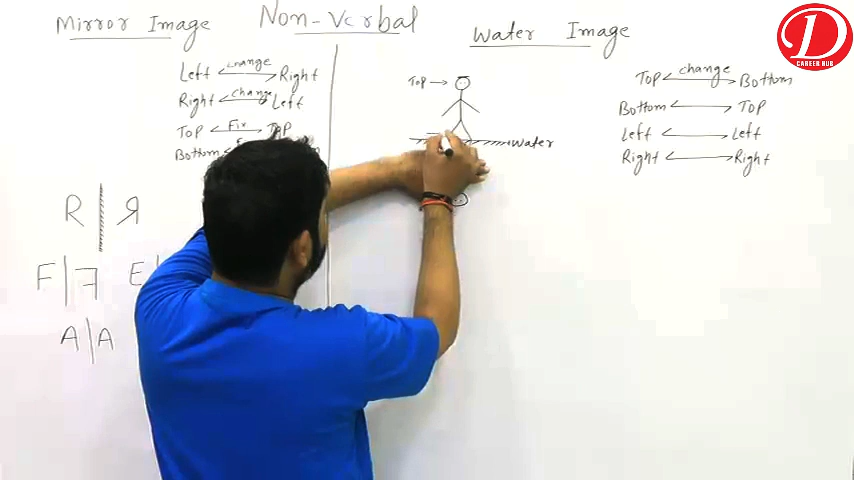 Non-Verbal
Mirror Image
Left ←change→ Right
Right ←change→ Left
Top ←Fix→ Top
Bottom
R | Я
F | ꟻ
E |
A | A
Water Image
Top →
water
Top ←change→ Bottom
Bottom ←→ Top
Left ←→ Left
Right ←→ Right
D
CAREER HUB